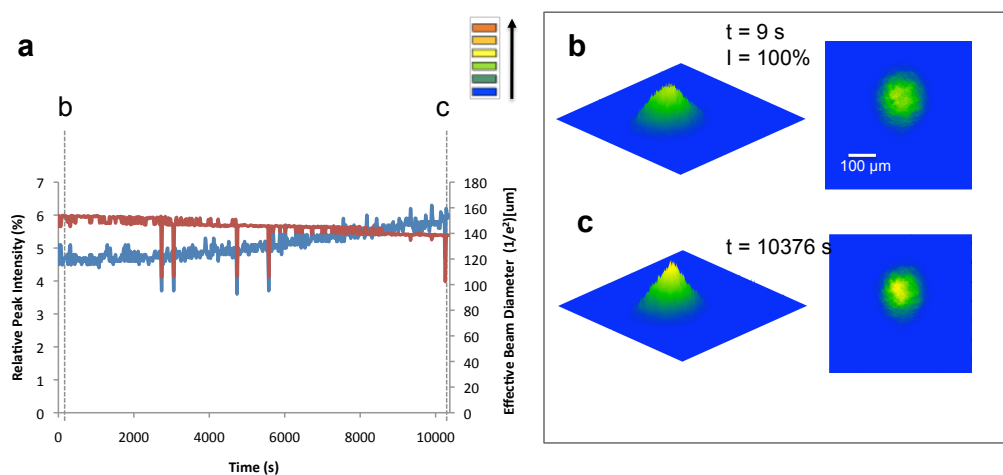 a
b
c
7
6
5
4
3
2
1
0
Relative Peak Intensity (%)
180
160
140
120
100
80
60
40
20
0
Effective Beam Diameter (1/e²)[um]
0 2000 4000 6000 8000 10000
Time (s)
b
t = 9 s
I = 100%
100 µm
c
t = 10376 s